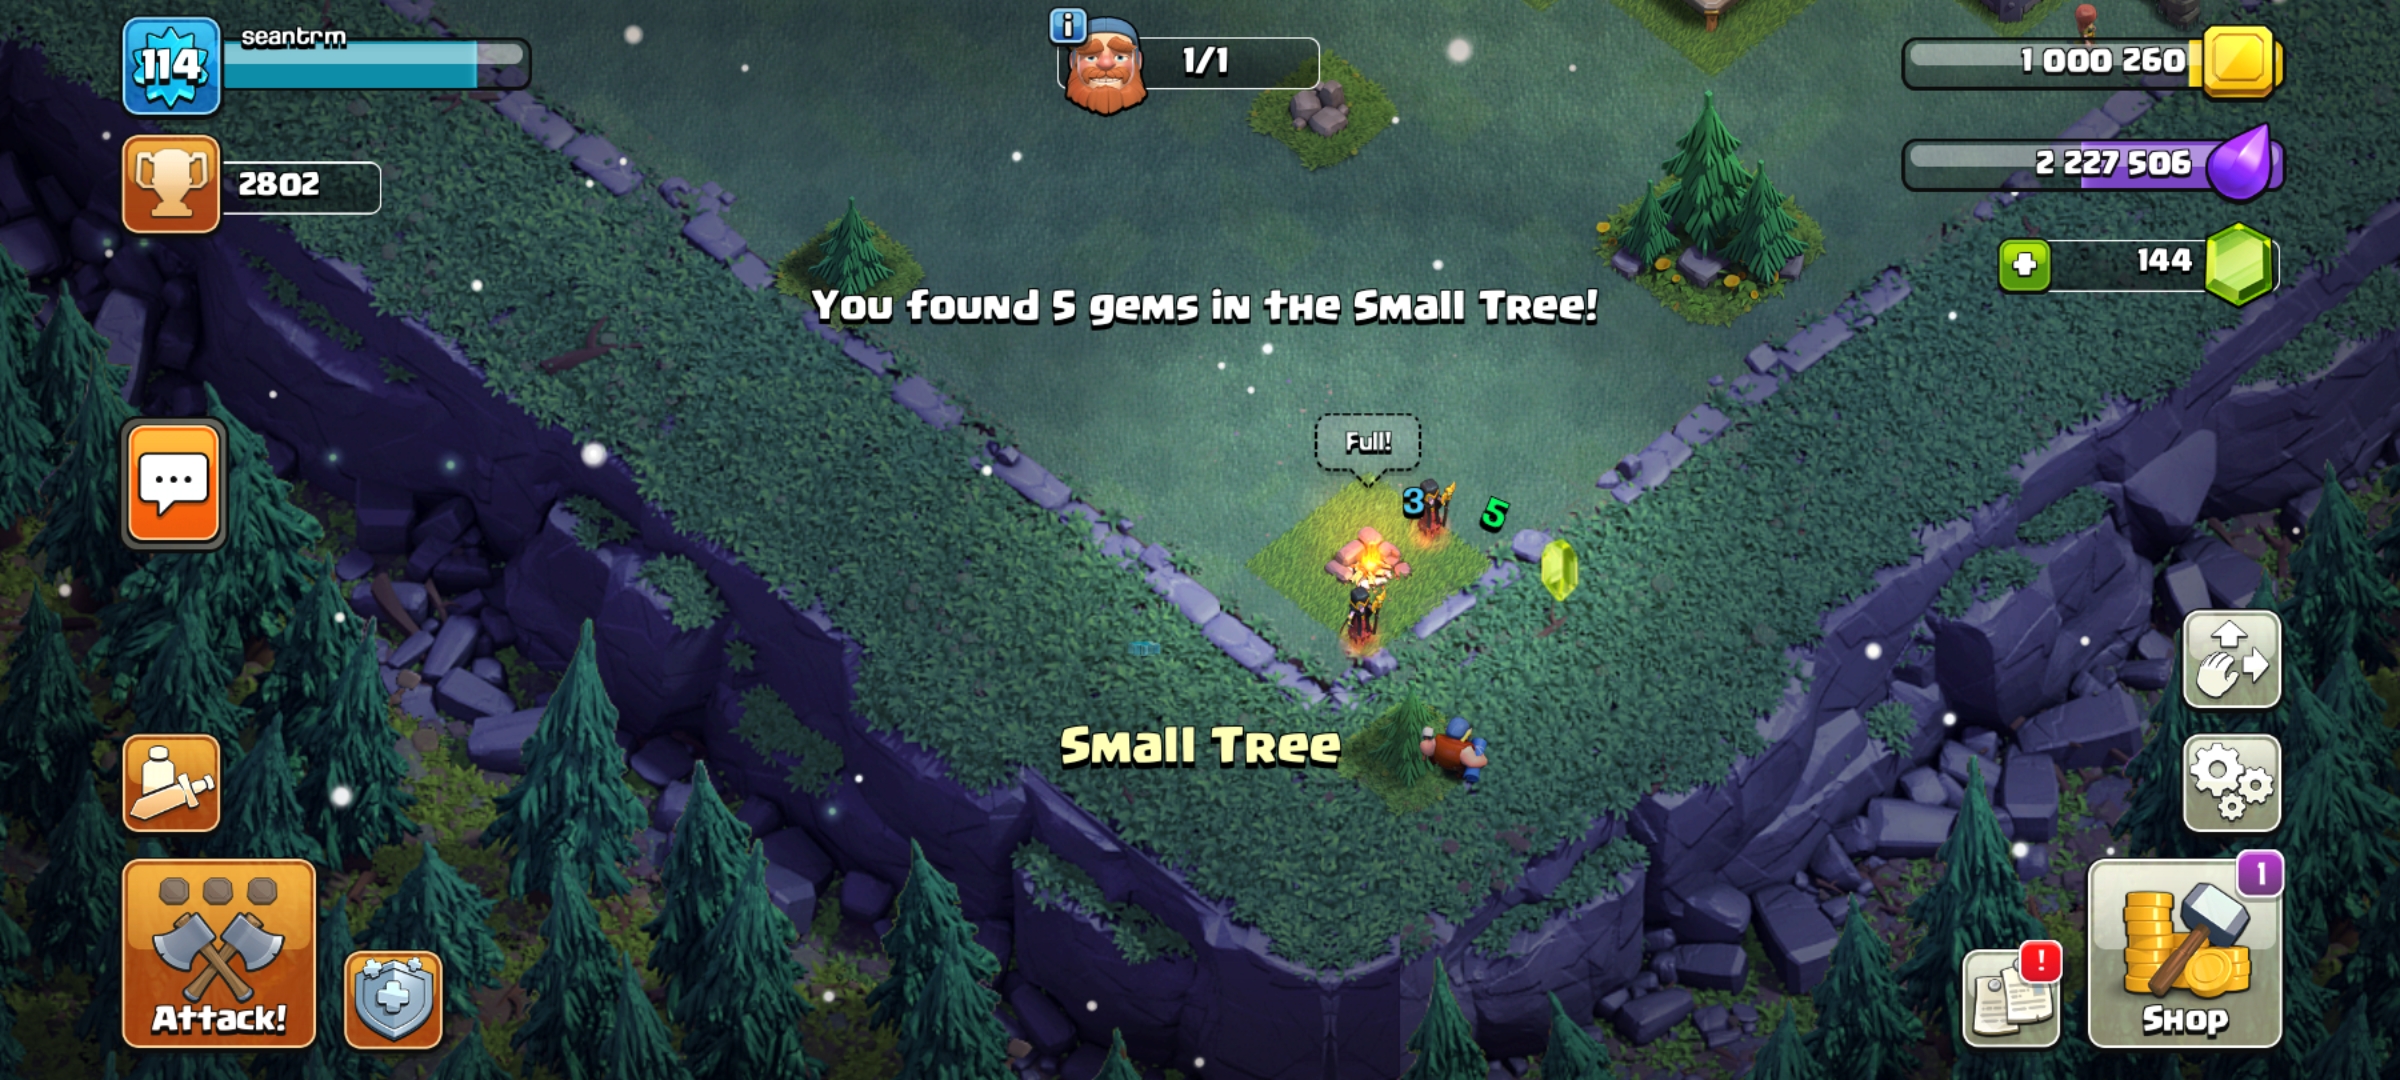 114
seantrm
1/1
1 000 260
2802
2 227 506
144
You found 5 gems in the Small Tree!
Full!
3
5
Small Tree
Attack!
!
1
Shop